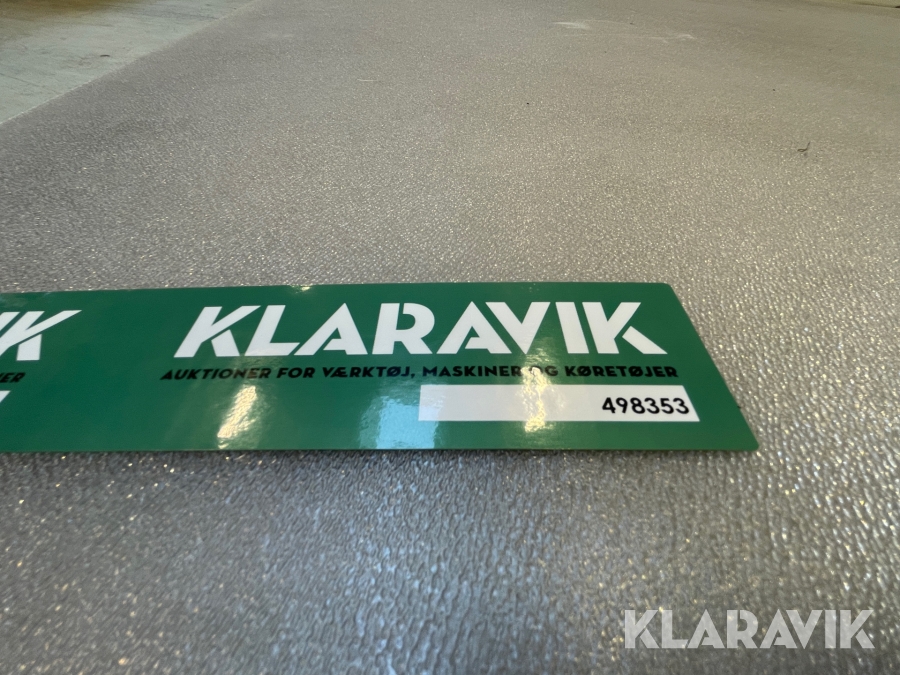 KLARAVIK
AUKTIONER FOR VÆRKTØJ, MASKINER OG KØRETØJER
498353
KLARAVIK